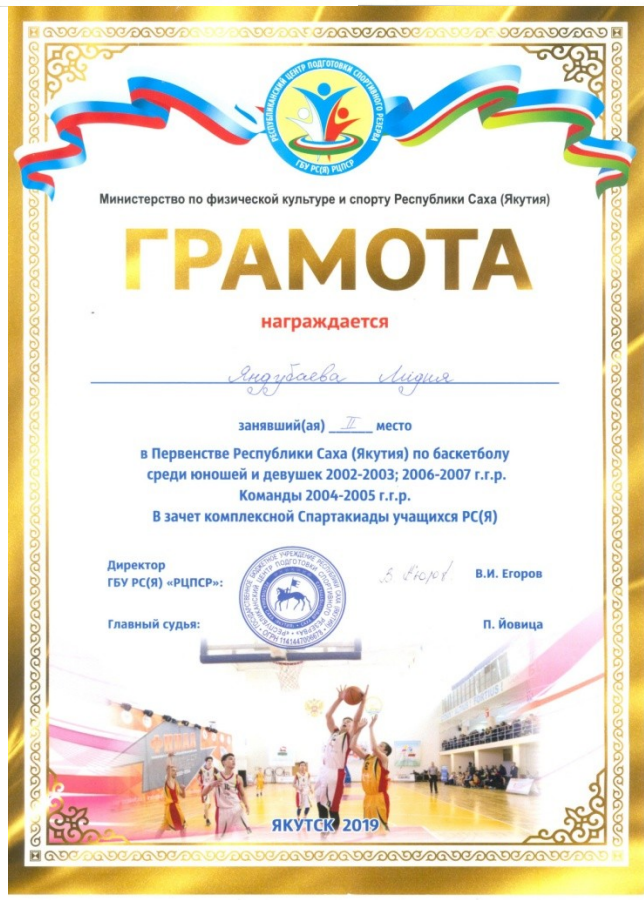 РЕСПУБЛИКАНСКИЙ ЦЕНТР ПОДГОТОВКИ СПОРТИВНОГО РЕЗЕРВА
ГБУ РС(Я) РЦПСР
Министерство по физической культуре и спорту Республики Саха (Якутия)
ГРАМОТА
награждается
Яндубаева Лидия
занявший(ая) II место
в Первенстве Республики Саха (Якутия) по баскетболу
среди юношей и девушек 2002-2003; 2006-2007 г.г.р.
Команды 2004-2005 г.г.р.
В зачет комплексной Спартакиады учащихся РС(Я)
Директор
ГБУ РС(Я) «РЦПСР»:
В.И. Егоров
Главный судья:
П. Йовица
ЯКУТСК 2019